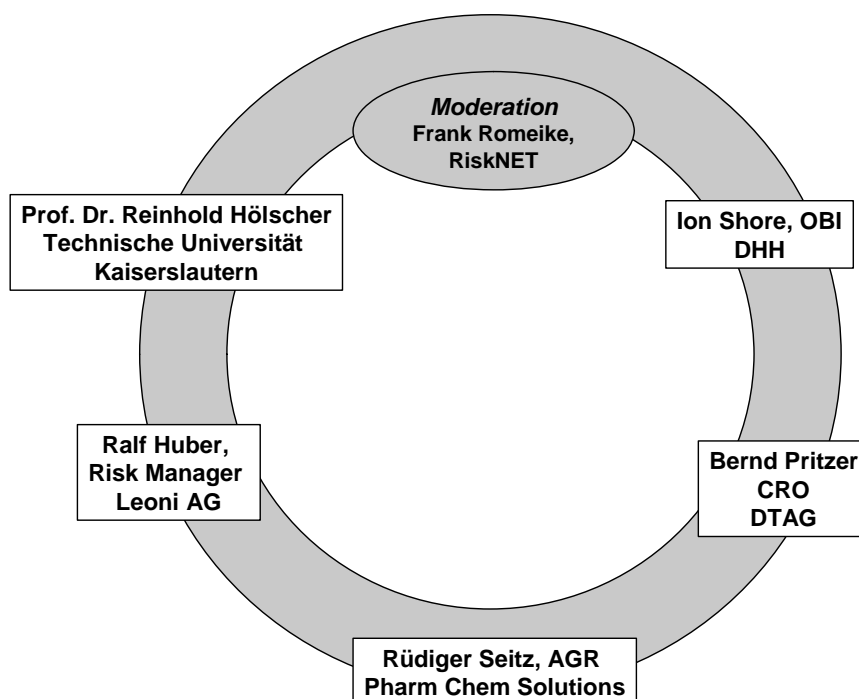 Moderation
Frank Romeike,
RiskNET
Prof. Dr. Reinhold Hölscher
Technische Universität
Kaiserslautern
Ion Shore, OBI
DHH
Ralf Huber,
Risk Manager
Leoni AG
Bernd Pritzer
CRO
DTAG
Rüdiger Seitz, AGR
Pharm Chem Solutions